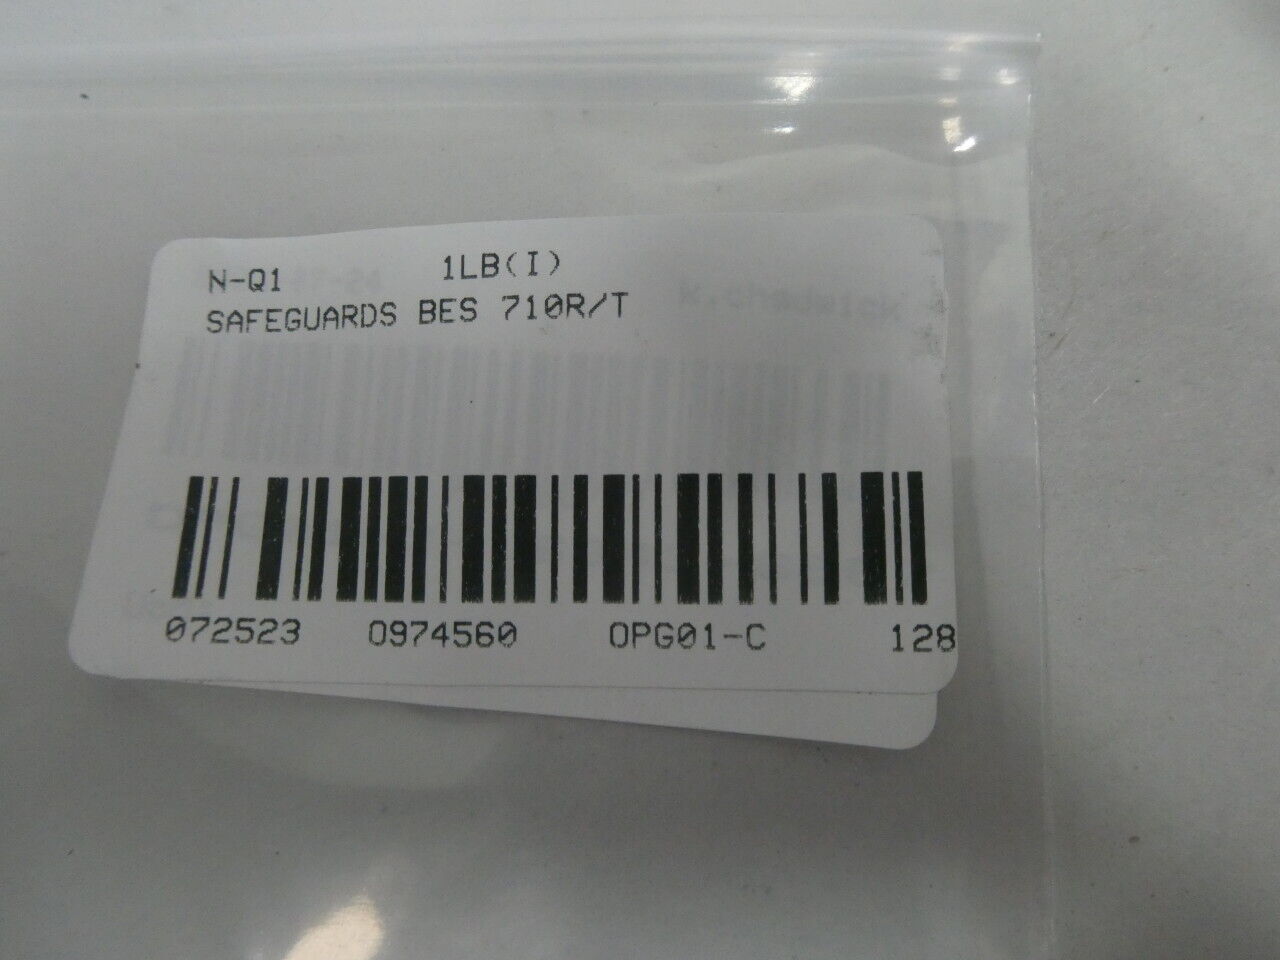 N-Q1 1LB(I)
SAFEGUARDS BES 710R/T
072523 0974560 OPG01-C 128